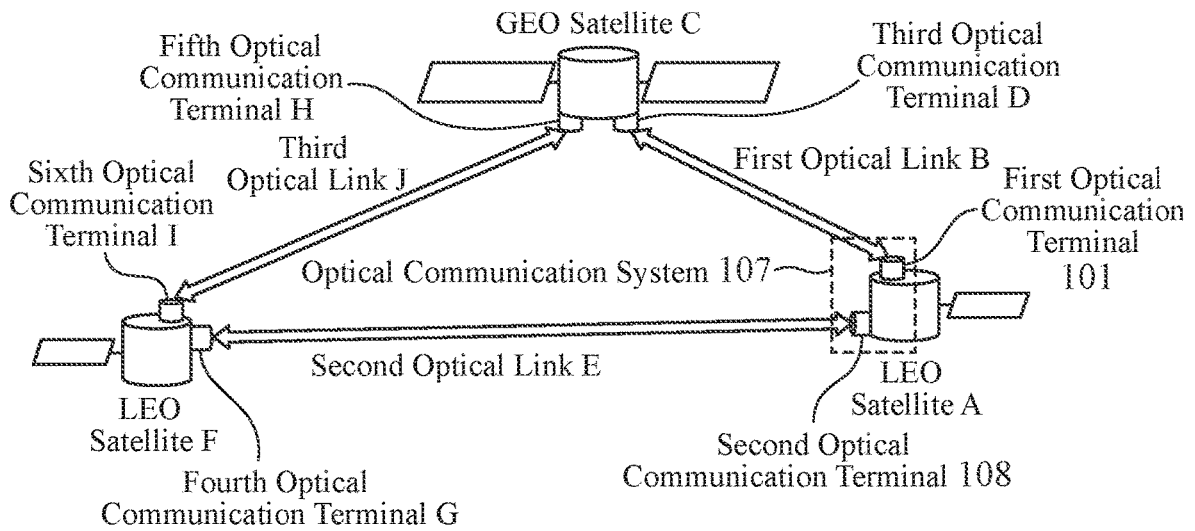 GEO Satellite C
Fifth Optical
Communication
Terminal H
Third Optical
Communication
Terminal D
Third
Optical Link J
First Optical Link B
Sixth Optical
Communication
Terminal I
First Optical
Communication
Terminal
101
Optical Communication System 107
Second Optical Link E
LEO
Satellite F
LEO
Satellite A
Fourth Optical
Communication Terminal G
Second Optical
Communication Terminal 108